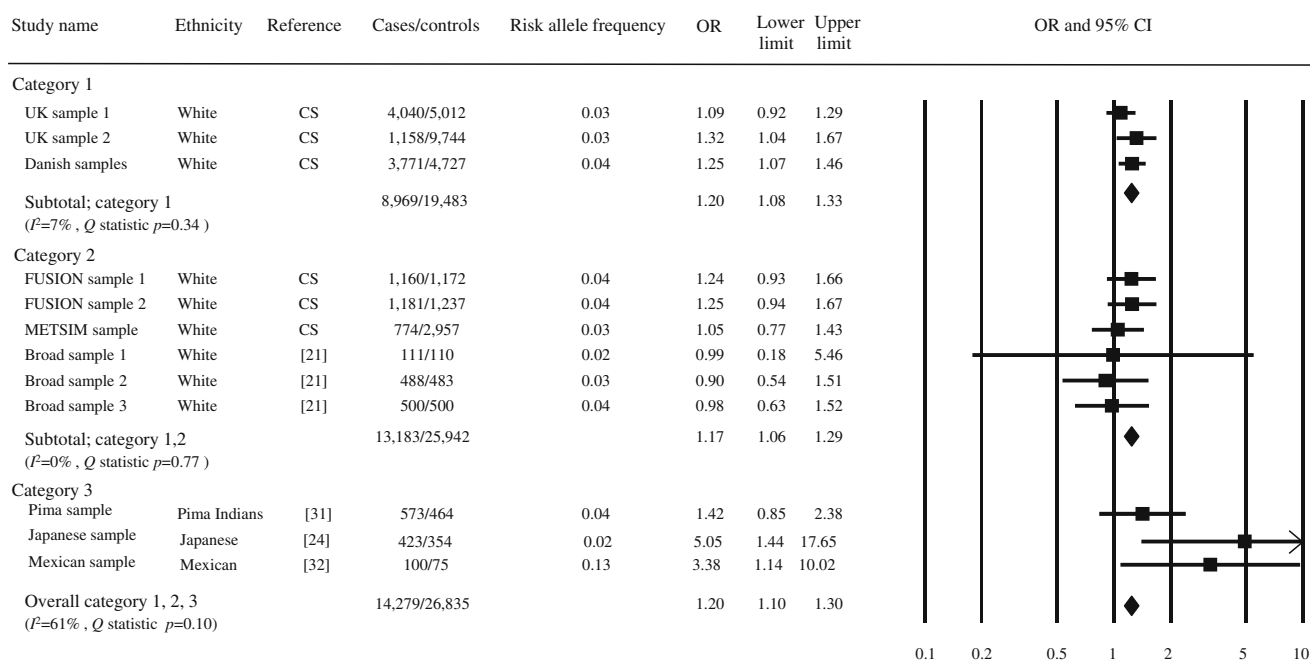 Study name Ethnicity Reference Cases/controls Risk allele frequency OR Lower limit Upper limit OR and 95% CI
Category 1
UK sample 1 White CS 4,040/5,012 0.03 1.09 0.92 1.29
UK sample 2 White CS 1,158/9,744 0.03 1.32 1.04 1.67
Danish samples White CS 3,771/4,727 0.04 1.25 1.07 1.46
Subtotal; category 1 8,969/19,483 1.20 1.08 1.33
(I²=7% , Q statistic p=0.34 )
Category 2
FUSION sample 1 White CS 1,160/1,172 0.04 1.24 0.93 1.66
FUSION sample 2 White CS 1,181/1,237 0.04 1.25 0.94 1.67
METSIM sample White CS 774/2,957 0.03 1.05 0.77 1.43
Broad sample 1 White [21] 111/110 0.02 0.99 0.18 5.46
Broad sample 2 White [21] 488/483 0.03 0.90 0.54 1.51
Broad sample 3 White [21] 500/500 0.04 0.98 0.63 1.52
Subtotal; category 1,2 13,183/25,942 1.17 1.06 1.29
(I²=0% , Q statistic p=0.77 )
Category 3
Pima sample Pima Indians [31] 573/464 0.04 1.42 0.85 2.38
Japanese sample Japanese [24] 423/354 0.02 5.05 1.44 17.65
Mexican sample Mexican [32] 100/75 0.13 3.38 1.14 10.02
Overall category 1, 2, 3 14,279/26,835 1.20 1.10 1.30
(I²=61% , Q statistic p=0.10)
0.1 0.2 0.5 1 2 5 10